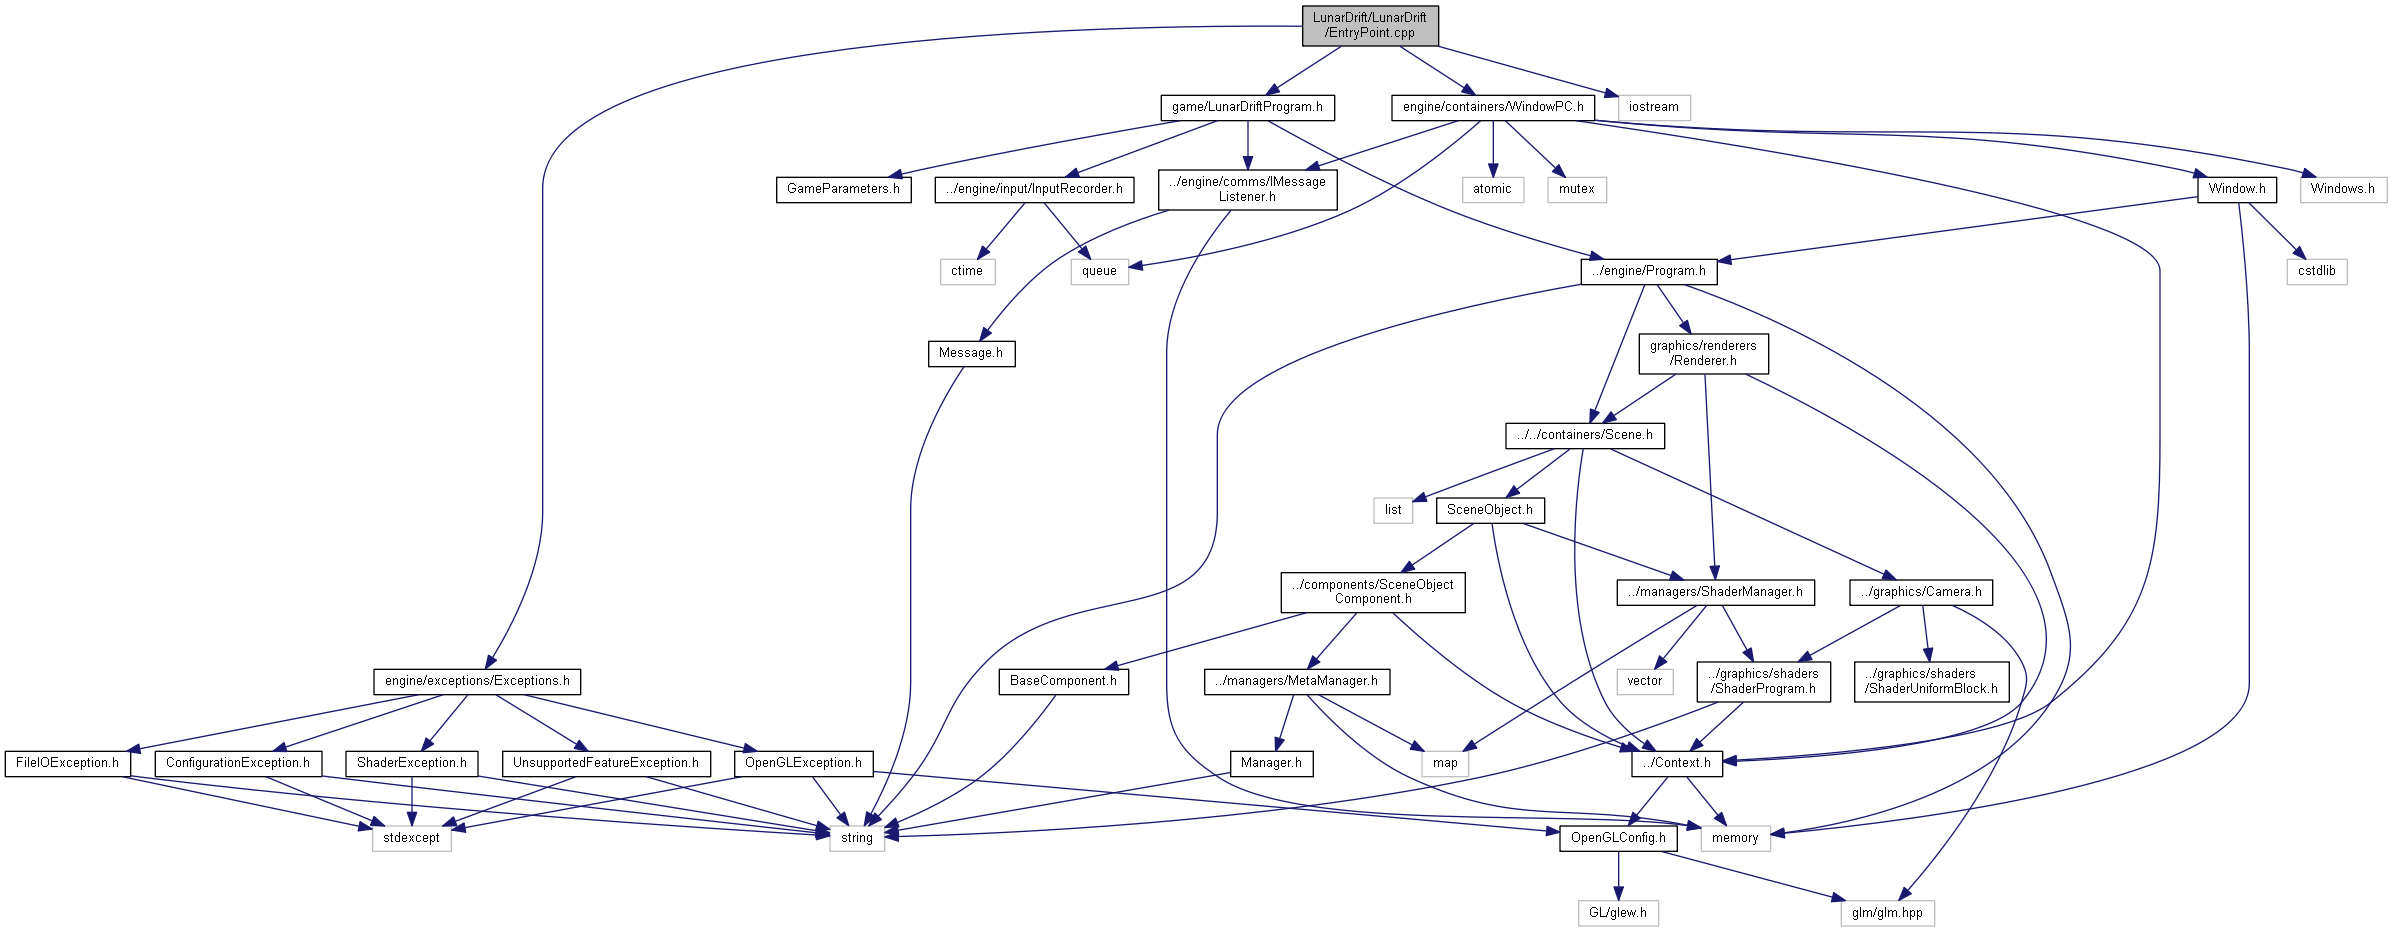 LunarDrift/LunarDrift
/EntryPoint.cpp
game/LunarDriftProgram.h
engine/containers/WindowPC.h
iostream
GameParameters.h
../engine/input/InputRecorder.h
../engine/comms/IMessage
Listener.h
atomic
mutex
Window.h
Windows.h
ctime
queue
../engine/Program.h
cstdlib
Message.h
graphics/renderers
/Renderer.h
../../containers/Scene.h
list
SceneObject.h
../components/SceneObject
Component.h
../managers/ShaderManager.h
../graphics/Camera.h
engine/exceptions/Exceptions.h
BaseComponent.h
../managers/MetaManager.h
vector
../graphics/shaders
/ShaderProgram.h
../graphics/shaders
/ShaderUniformBlock.h
FileIOException.h
ConfigurationException.h
ShaderException.h
UnsupportedFeatureException.h
OpenGLException.h
Manager.h
map
../Context.h
stdexcept
string
OpenGLConfig.h
memory
GL/glew.h
glm/glm.hpp